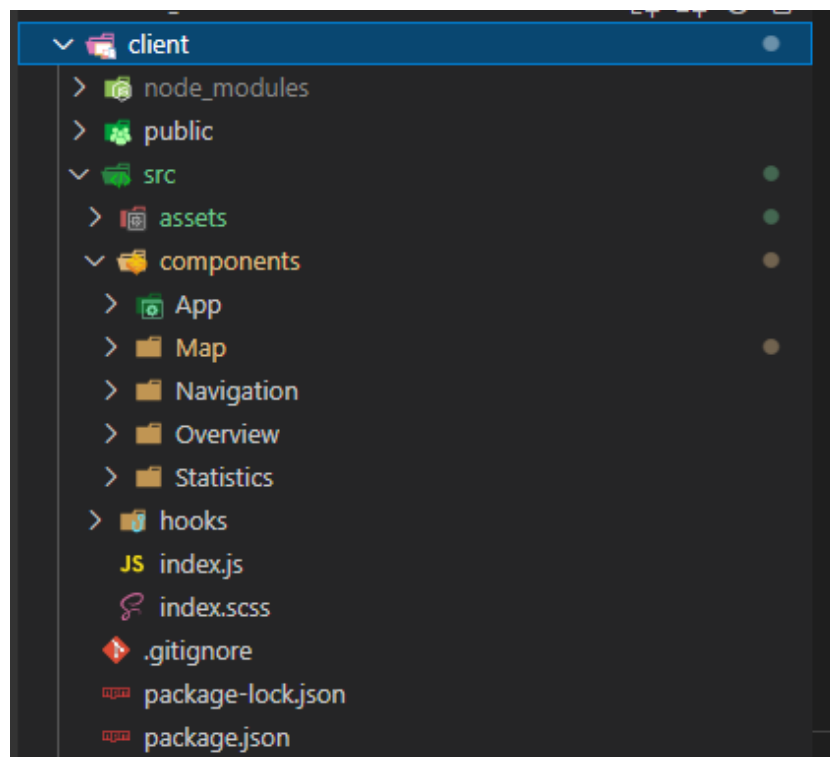 client
node_modules
public
src
assets
components
App
Map
Navigation
Overview
Statistics
hooks
JS index.js
index.scss
.gitignore
package-lock.json
package.json